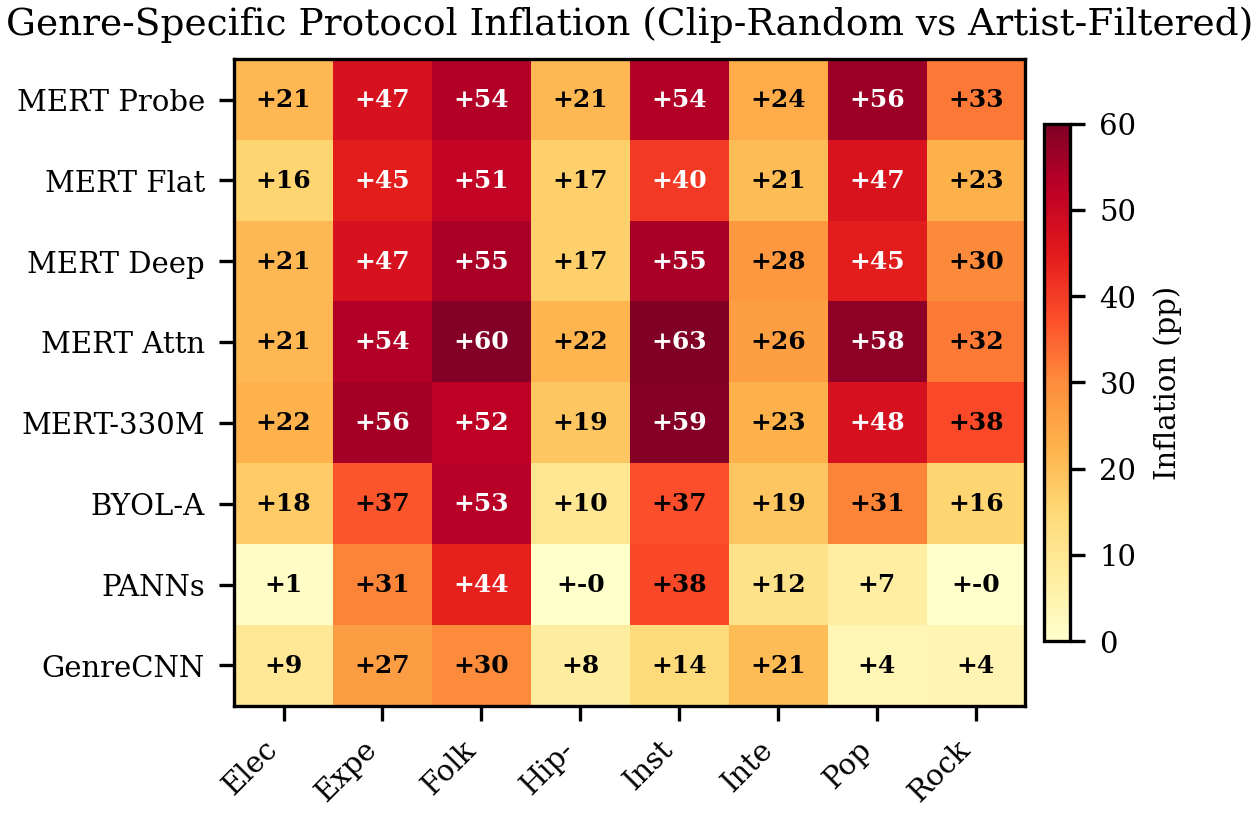 Genre-Specific Protocol Inflation (Clip-Random vs Artist-Filtered)
MERT Probe +21 +47 +54 +21 +54 +24 +56 +33
MERT Flat +16 +45 +51 +17 +40 +21 +47 +23
MERT Deep +21 +47 +55 +17 +55 +28 +45 +30
MERT Attn +21 +54 +60 +22 +63 +26 +58 +32
MERT-330M +22 +56 +52 +19 +59 +23 +48 +38
BYOL-A +18 +37 +53 +10 +37 +19 +31 +16
PANNs +1 +31 +44 +-0 +38 +12 +7 +-0
GenreCNN +9 +27 +30 +8 +14 +21 +4 +4
Elec Expe Folk Hip- Inst Inte Pop Rock
60
50
40
30
20
10
0
Inflation (pp)